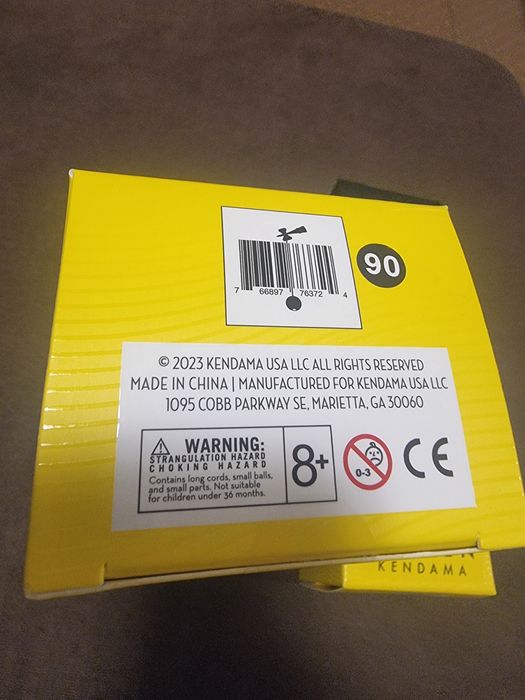 90
7 66897 76372 4
© 2023 KENDAMA USA LLC ALL RIGHTS RESERVED
MADE IN CHINA | MANUFACTURED FOR KENDAMA USA LLC
1095 COBB PARKWAY SE, MARIETTA, GA 30060
WARNING:
STRANGULATION HAZARD
CHOKING HAZARD
Contains long cords, small balls,
and small parts. Not suitable
for children under 36 months.
8+
0-3
CE
KENDAMA